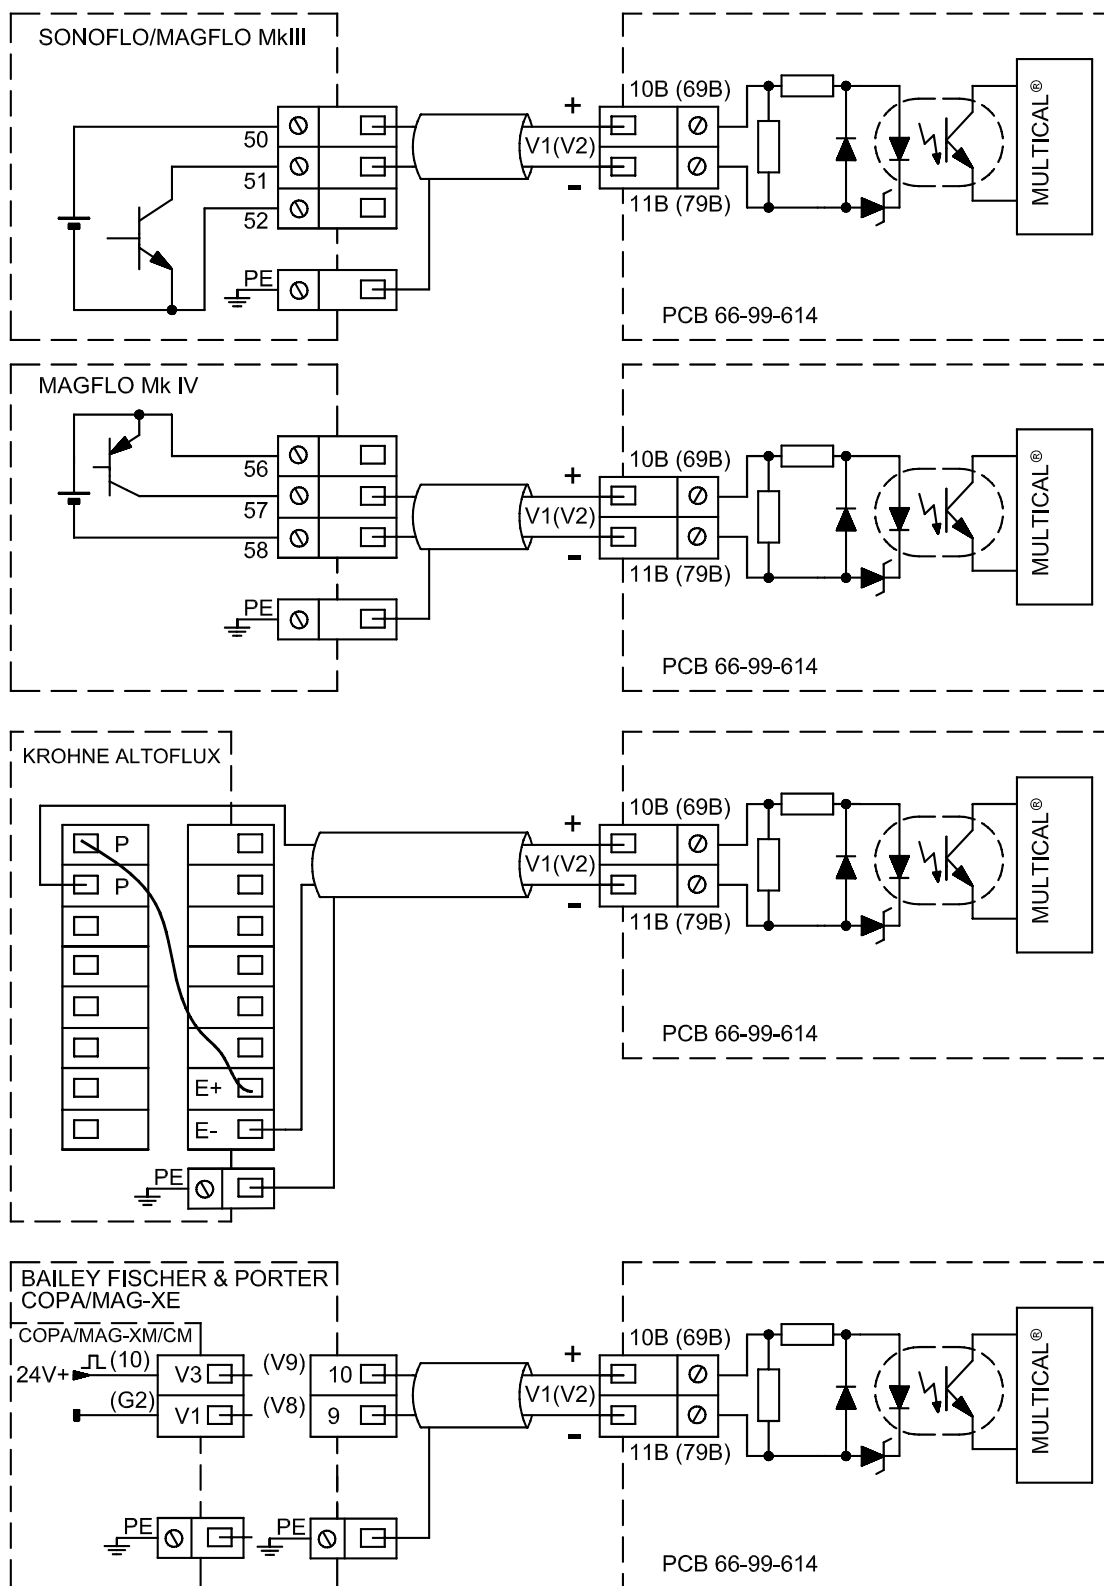 SONOFLO/MAGFLO MkIII
50
51
52
PE
+
V1(V2)
-
10B (69B)
11B (79B)
MULTICAL®
PCB 66-99-614
MAGFLO Mk IV
56
57
58
PE
+
V1(V2)
-
10B (69B)
11B (79B)
MULTICAL®
PCB 66-99-614
KROHNE ALTOFLUX
P
P
E+
E-
PE
+
V1(V2)
-
10B (69B)
11B (79B)
MULTICAL®
PCB 66-99-614
BAILEY FISCHER & PORTER
COPA/MAG-XE
COPA/MAG-XM/CM
24V+ (10) V3 (V9) 10
(G2) V1 (V8) 9
PE PE
+
V1(V2)
-
10B (69B)
11B (79B)
MULTICAL®
PCB 66-99-614